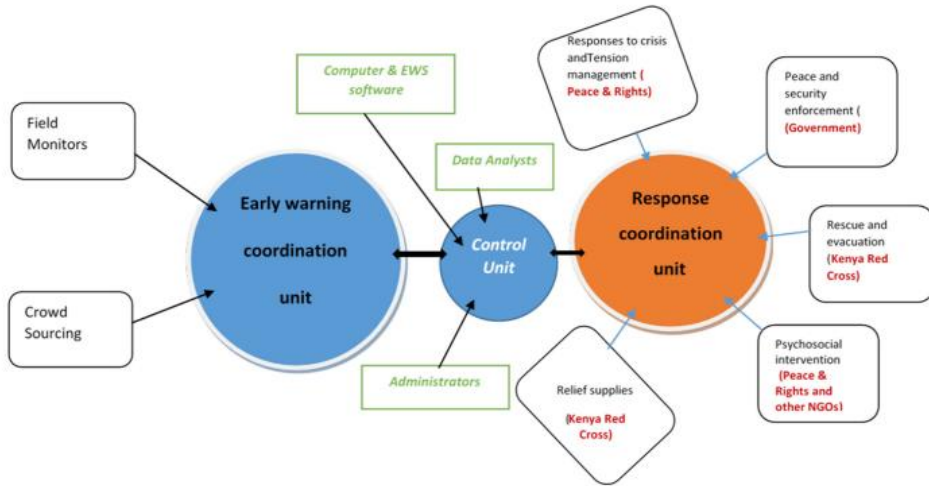 Field
Monitors
Crowd
Sourcing
Early warning
coordination
unit
Computer & EWS
software
Data Analysts
Control
Unit
Administrators
Response
coordination
unit
Responses to crisis
andTension
management (
Peace & Rights)
Peace and
security
enforcement (
(Government)
Rescue and
evacuation
(Kenya Red
Cross)
Psychosocial
intervention
(Peace &
Rights and
other NGOs)
Relief supplies
(Kenya Red
Cross)